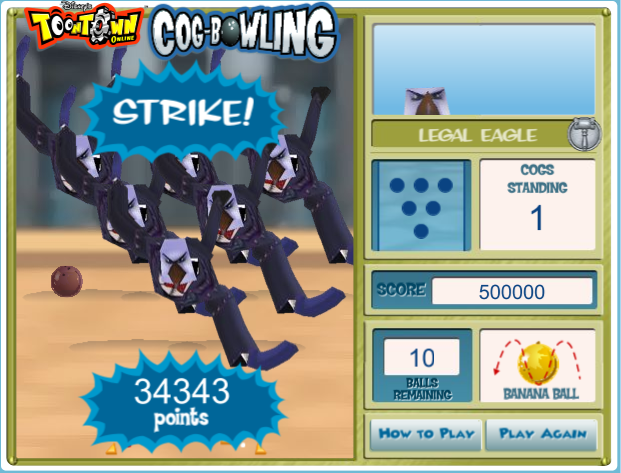 Disney's
TOONTOWN
ONLINE
COG-BOWLING
STRIKE!
34343
points
LEGAL EAGLE
COGS
STANDING
1
SCORE 500000
10
BALLS
REMAINING
BANANA BALL
HOW TO PLAY
PLAY AGAIN